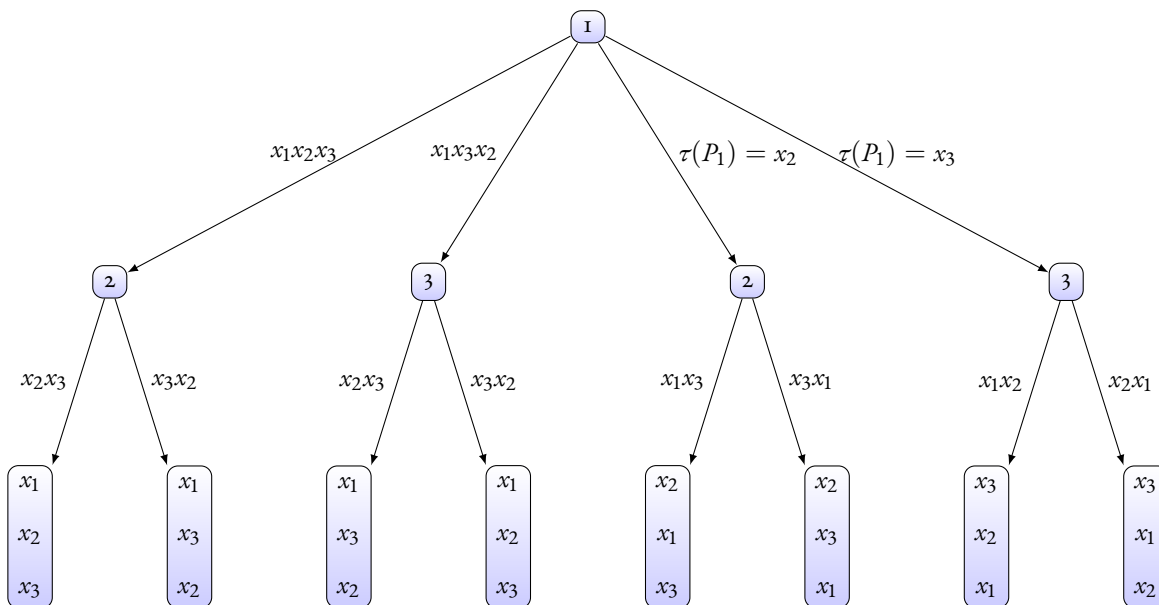 1
x₁x₂x₃
x₁x₃x₂
τ(P₁) = x₂
τ(P₁) = x₃
2
3
2
3
x₂x₃
x₃x₂
x₂x₃
x₃x₂
x₁x₃
x₃x₁
x₁x₂
x₂x₁
x₁
x₂
x₃
x₁
x₃
x₂
x₁
x₃
x₂
x₁
x₂
x₃
x₂
x₁
x₃
x₂
x₃
x₁
x₃
x₂
x₁
x₃
x₁
x₂